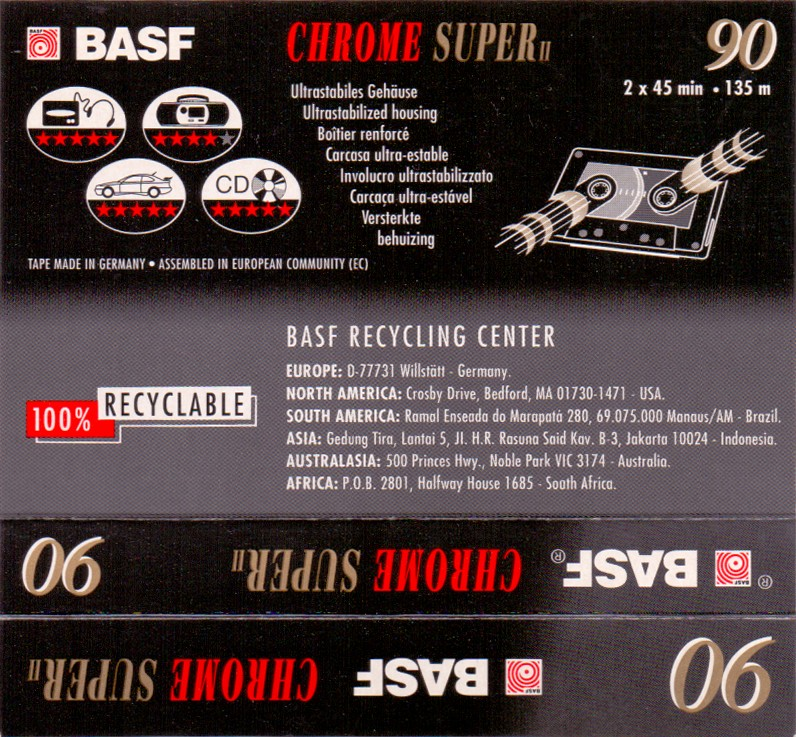 BASF CHROME SUPER II 90
2 x 45 min • 135 m
Ultrastabiles Gehäuse
Ultrastabilized housing
Boîtier renforcé
Carcasa ultra-estable
Involucro ultrastabilizzato
Carcaça ultra-estável
Versterkte
behuizing
CD
TAPE MADE IN GERMANY • ASSEMBLED IN EUROPEAN COMMUNITY (EC)
BASF RECYCLING CENTER
EUROPE: D-77731 Willstätt - Germany.
NORTH AMERICA: Crosby Drive, Bedford, MA 01730-1471 - USA.
SOUTH AMERICA: Ramal Enseada do Marapatá 280, 69.075.000 Manaus/AM - Brazil.
ASIA: Gedung Tira, Lantai 5, Jl. H.R. Rasuna Said Kav. B-3, Jakarta 10024 - Indonesia.
AUSTRALASIA: 500 Princes Hwy., Noble Park VIC 3174 - Australia.
AFRICA: P.O.B. 2801, Halfway House 1685 - South Africa.
100% RECYCLABLE
® BASF ® CHROME SUPER II 90
90 BASF CHROME SUPER II